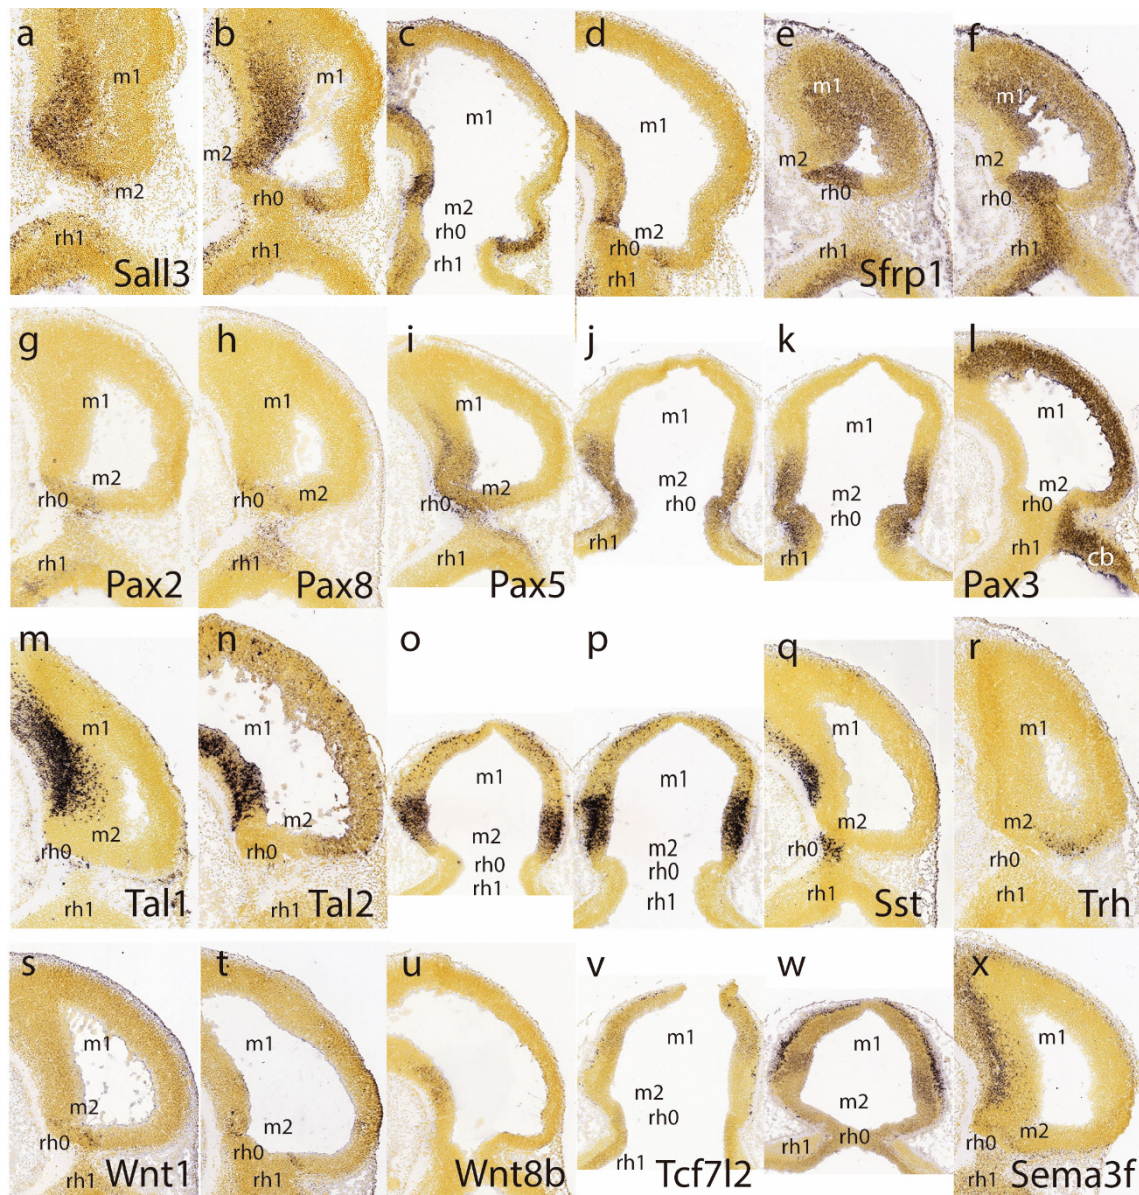 a b c d e f
m1 m1 m1 m1 m1 m1
m2 m2 m2 m2 m2 m2
rh0 rh0 rh0 rh0 rh0
rh1 rh1 rh1 rh1 rh1 rh1
Sall3 Sfrp1
g h i j k l
m1 m1 m1 m1 m1 m1
m2 m2 m2 m2 m2 m2
rh0 rh0 rh0 rh0 rh0 rh0
rh1 rh1 rh1 rh1 rh1 cb
Pax2 Pax8 Pax5 Pax3
m n o p q r
m1 m1 m1 m1 m1 m1
m2 m2 m2 m2 m2 m2
rh0 rh0 rh0 rh0 rh0 rh0
rh1 rh1 rh1 rh1 rh1 rh1
Tal1 Tal2 Sst Trh
s t u v w x
m1 m1 m1 m1 m1
m2 m2 m2 m2 m2
rh0 rh0 rh0 rh0 rh0
rh1 rh1 rh1 rh1 rh1
Wnt1 Wnt8b Tcf7l2 Sema3f